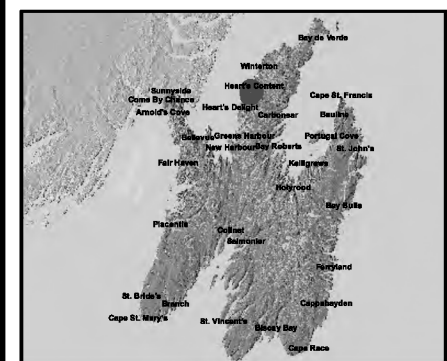 Bay de Verde
Winterton
Sunnyside
Heart's Content
Come By Chance
Cape St. Francis
Heart's Delight
Arnold's Cove
Carbonear
Bauline
Bellevue
Greens Harbour
Portugal Cove
New Harbour
Bay Roberts
St. John's
Fair Haven
Kelligrews
Holyrood
Bay Bulls
Placentia
Colinet
Salmonier
Ferryland
St. Bride's
Branch
Cappahayden
Cape St. Mary's
St. Vincent's
Biscay Bay
Cape Race